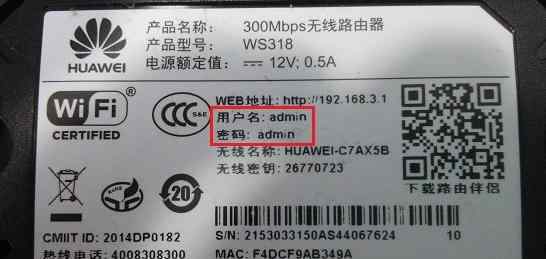 产品名称: 300Mbps无线路由器
产品型号: WS318
电源额定值: ⎓ 12V; 0.5A
HUAWEI
Wi Fi
CERTIFIED
CCC S&E
WEB地址: http://192.168.3.1
用户名: admin
密码: admin
无线名称: HUAWEI-C7AX5B
无线密钥: 26770723
下载路由伴侣
20
CMIIT ID: 2014DP0182
S/N: 2153033150AS44067624 10
热线电话: 4008308300
MAC: F4DCF9AB349A